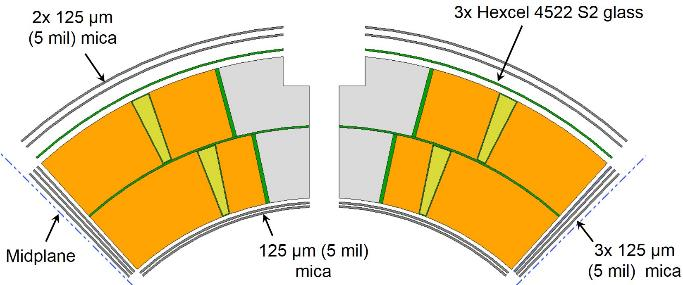 2x 125 µm
(5 mil) mica
3x Hexcel 4522 S2 glass
Midplane
125 µm (5 mil)
mica
3x 125 µm
(5 mil) mica